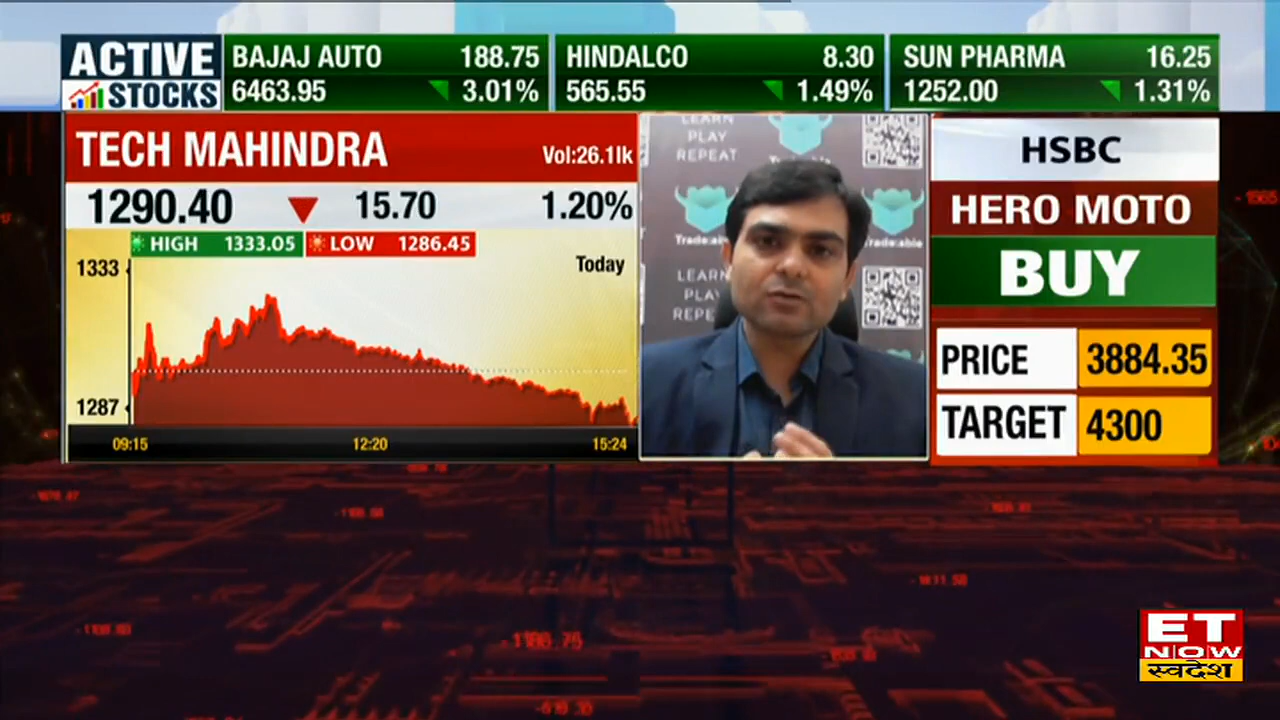 ACTIVE
STOCKS
BAJAJ AUTO 188.75
6463.95 3.01%
HINDALCO 8.30
565.55 1.49%
SUN PHARMA 16.25
1252.00 1.31%
TECH MAHINDRA Vol:26.1lk
1290.40 15.70 1.20%
HIGH 1333.05 LOW 1286.45
Today
1333
1287
09:15 12:20 15:24
LEARN
PLAY
REPEAT
Trade:able
LEARN
HSBC
HERO MOTO
BUY
PRICE 3884.35
TARGET 4300
ET
NOW
स्वदेश